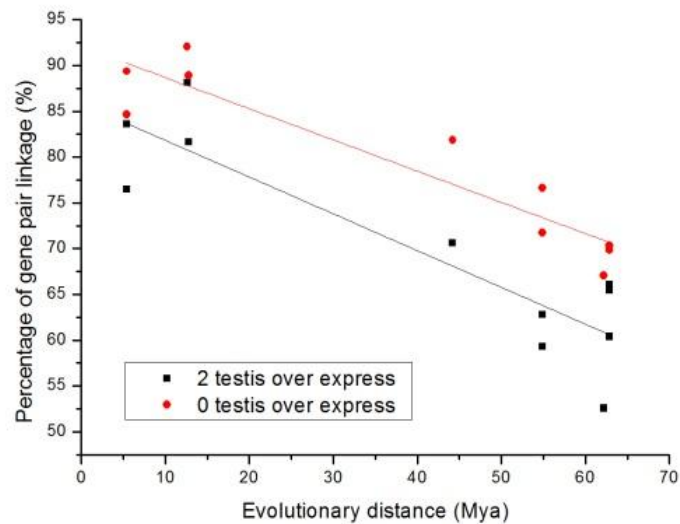 95
90
85
80
75
70
65
60
55
50
Percentage of gene pair linkage (%)
2 testis over express
0 testis over express
0 10 20 30 40 50 60 70
Evolutionary distance (Mya)